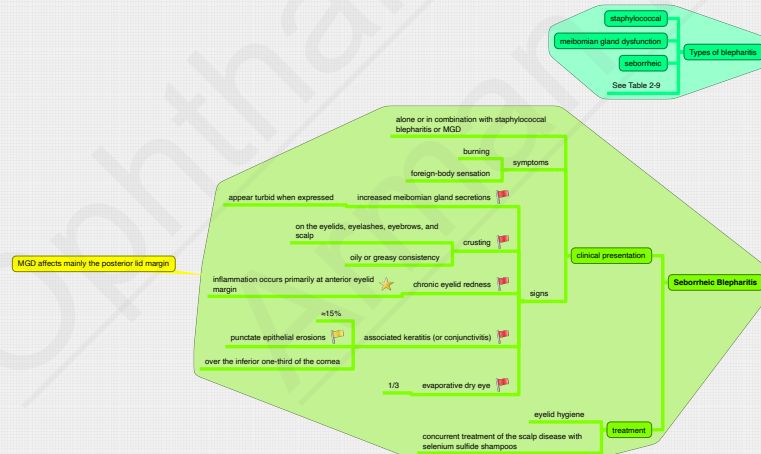 staphylococcal
meibomian gland dysfunction
seborrheic
See Table 2-9
Types of blepharitis
alone or in combination with staphylococcal
blepharitis or MGD
burning
foreign-body sensation
symptoms
appear turbid when expressed
increased meibomian gland secretions
on the eyelids, eyelashes, eyebrows, and
scalp
oily or greasy consistency
crusting
MGD affects mainly the posterior lid margin
inflammation occurs primarily at anterior eyelid
margin
chronic eyelid redness
signs
clinical presentation
Seborrheic Blepharitis
≈15%
punctate epithelial erosions
over the inferior one-third of the cornea
associated keratitis (or conjunctivitis)
1/3
evaporative dry eye
eyelid hygiene
concurrent treatment of the scalp disease with
selenium sulfide shampoos
treatment